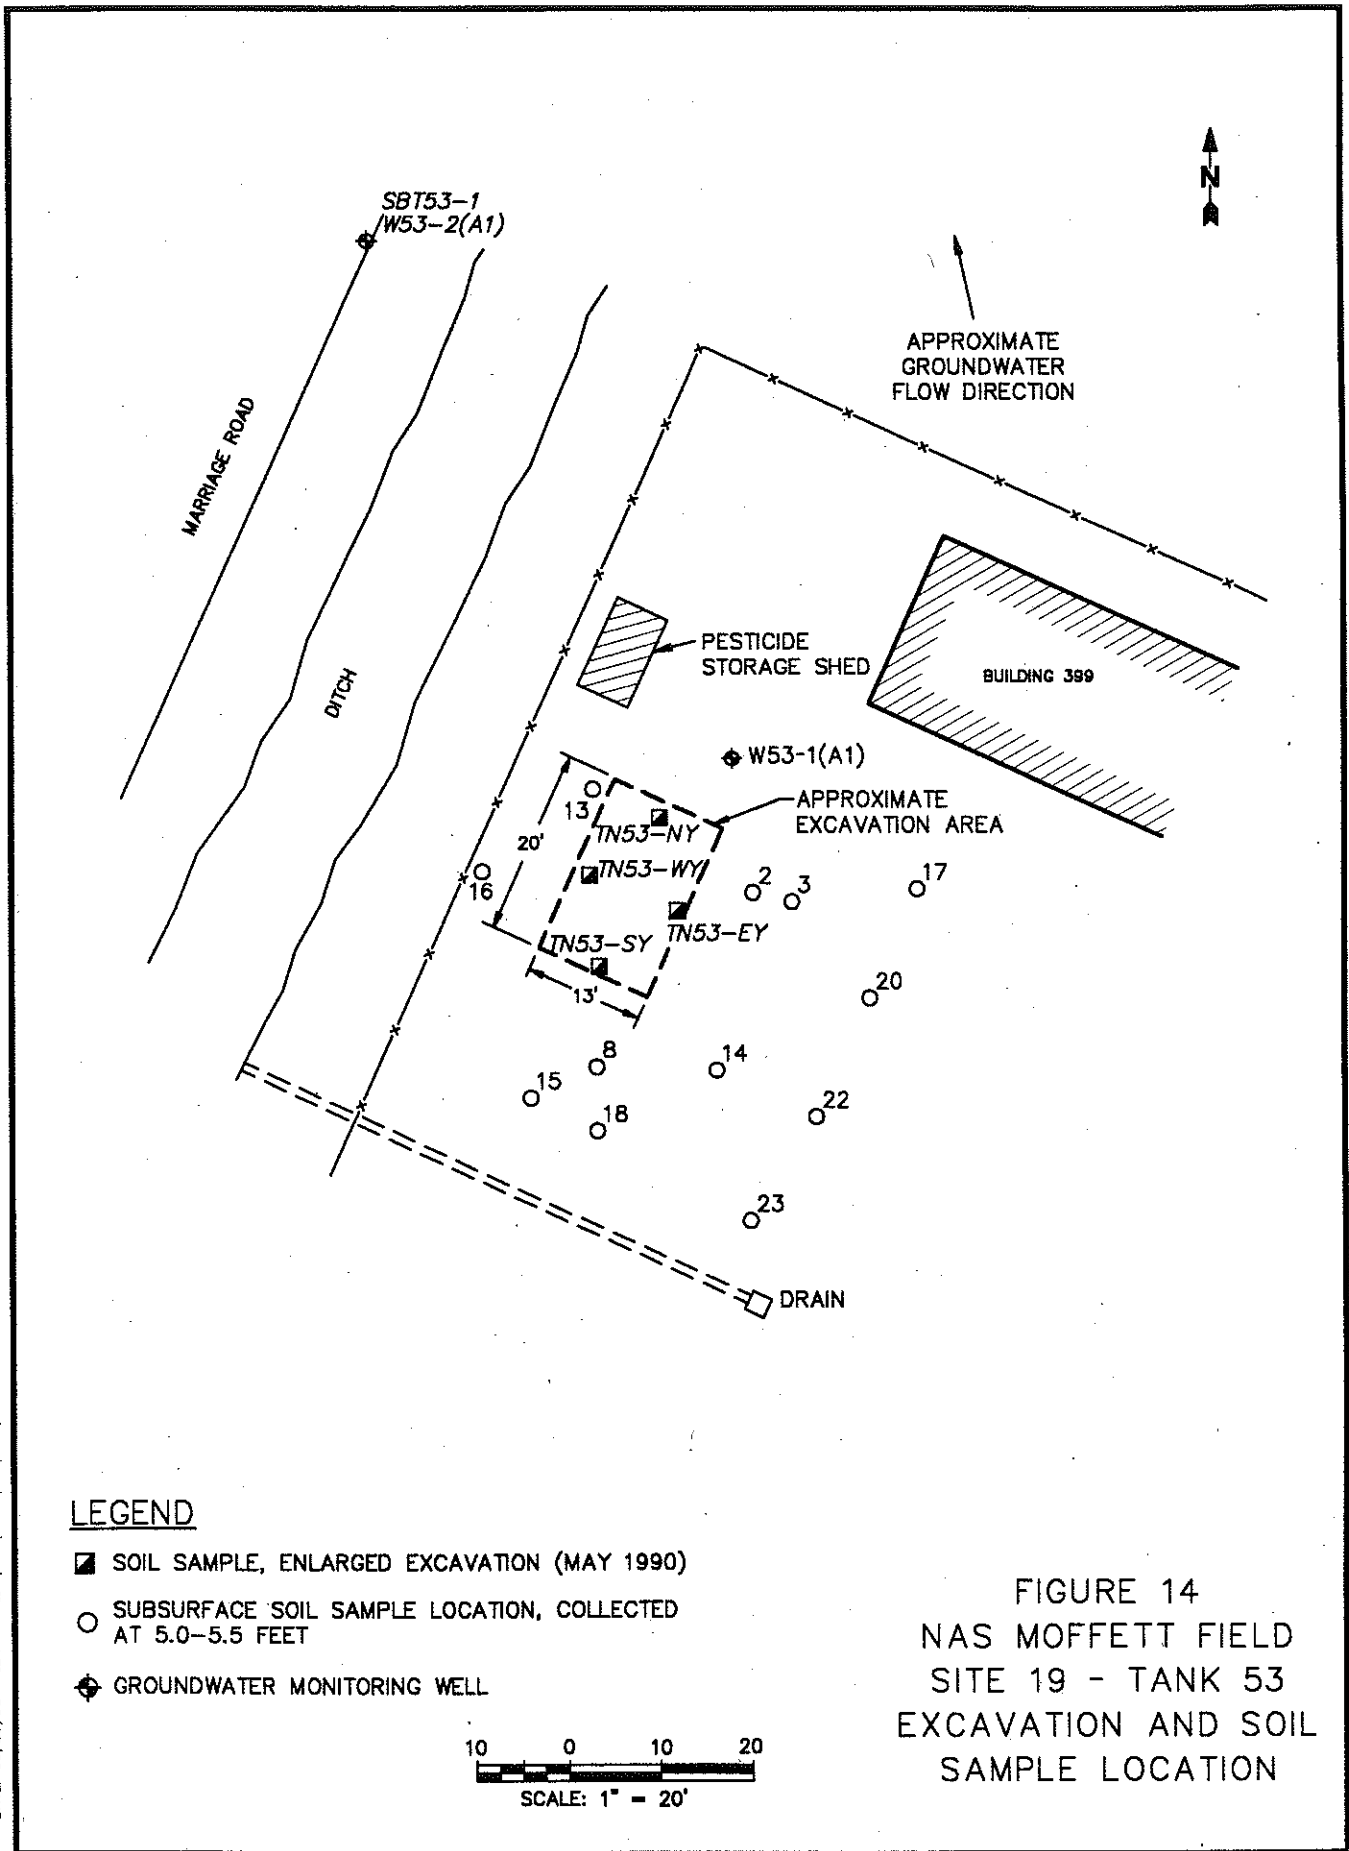 N
SBT53-1
W53-2(A1)
APPROXIMATE
GROUNDWATER
FLOW DIRECTION
MARRIAGE ROAD
DITCH
PESTICIDE
STORAGE SHED
BUILDING 399
W53-1(A1)
APPROXIMATE
EXCAVATION AREA
13
TN53-NY
20'
TN53-WY
16
2
3
17
TN53-EY
TN53-SY
13'
20
8
14
15
22
18
23
DRAIN
LEGEND
SOIL SAMPLE, ENLARGED EXCAVATION (MAY 1990)
SUBSURFACE SOIL SAMPLE LOCATION, COLLECTED
AT 5.0-5.5 FEET
GROUNDWATER MONITORING WELL
10 0 10 20
SCALE: 1" = 20'
FIGURE 14
NAS MOFFETT FIELD
SITE 19 - TANK 53
EXCAVATION AND SOIL
SAMPLE LOCATION